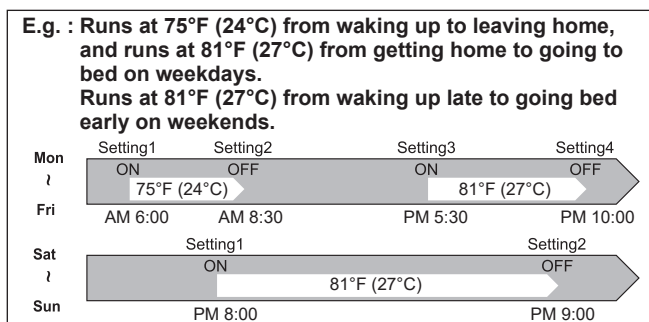 E.g. : Runs at 75°F (24°C) from waking up to leaving home,
and runs at 81°F (27°C) from getting home to going to
bed on weekdays.
Runs at 81°F (27°C) from waking up late to going bed
early on weekends.
Setting1 Setting2 Setting3 Setting4
Mon ~ Fri
ON OFF ON OFF
75°F (24°C) 81°F (27°C)
AM 6:00 AM 8:30 PM 5:30 PM 10:00
Setting1 Setting2
Sat ~ Sun
ON OFF
81°F (27°C)
PM 8:00 PM 9:00